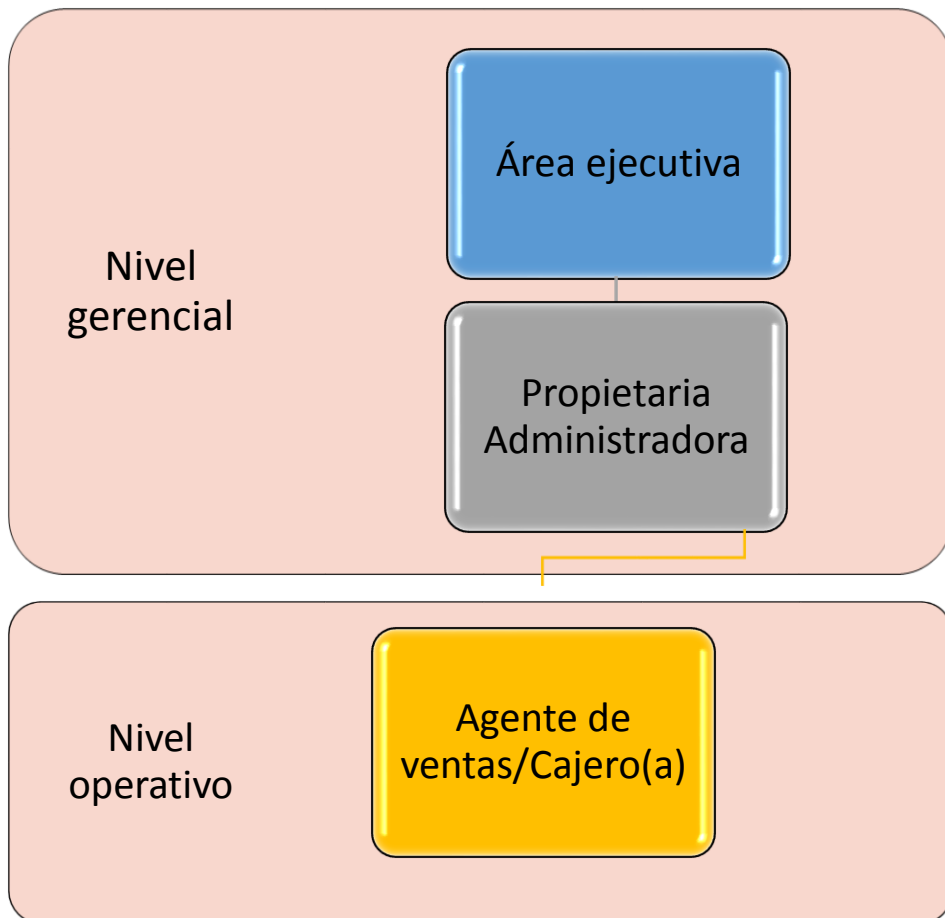 Nivel
gerencial
Área ejecutiva
Propietaria
Administradora
Nivel
operativo
Agente de
ventas/Cajero(a)